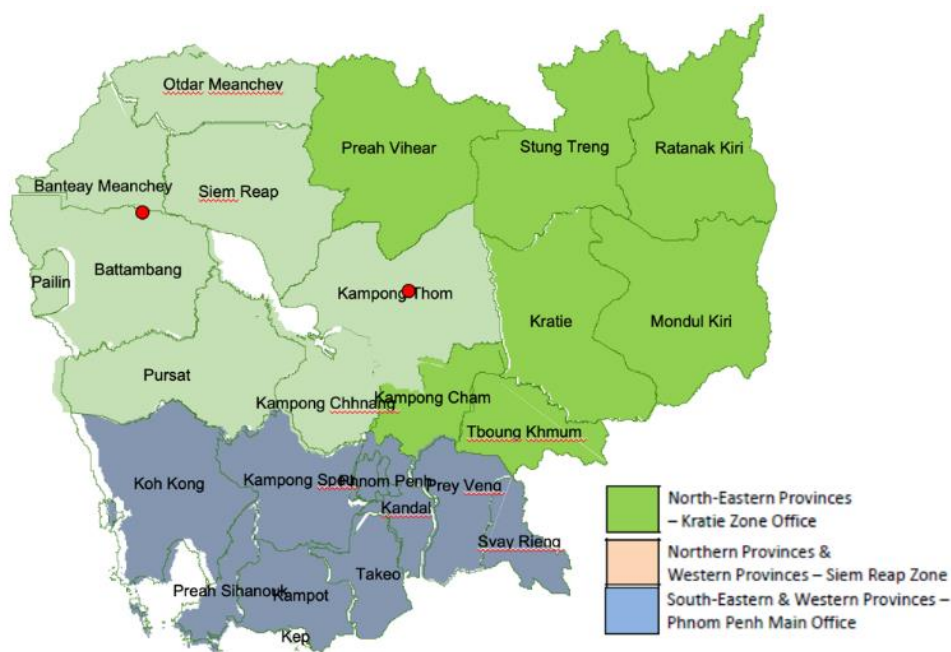 Otdar Meanchev
Preah Vihear
Stung Treng
Ratanak Kiri
Banteay Meanchey
Siem Reap
Battambang
Pailin
Kampong Thom
Kratie
Mondul Kiri
Pursat
Kampong Chhnang
Kampong Cham
Tboung Khmum
Koh Kong
Kampong Speu
Phnom Penh
Prey Veng
Kandal
Svay Rieng
Takeo
Preah Sihanouk
Kampot
Kep
North-Eastern Provinces
– Kratie Zone Office
Northern Provinces &
Western Provinces – Siem Reap Zone
South-Eastern & Western Provinces –
Phnom Penh Main Office